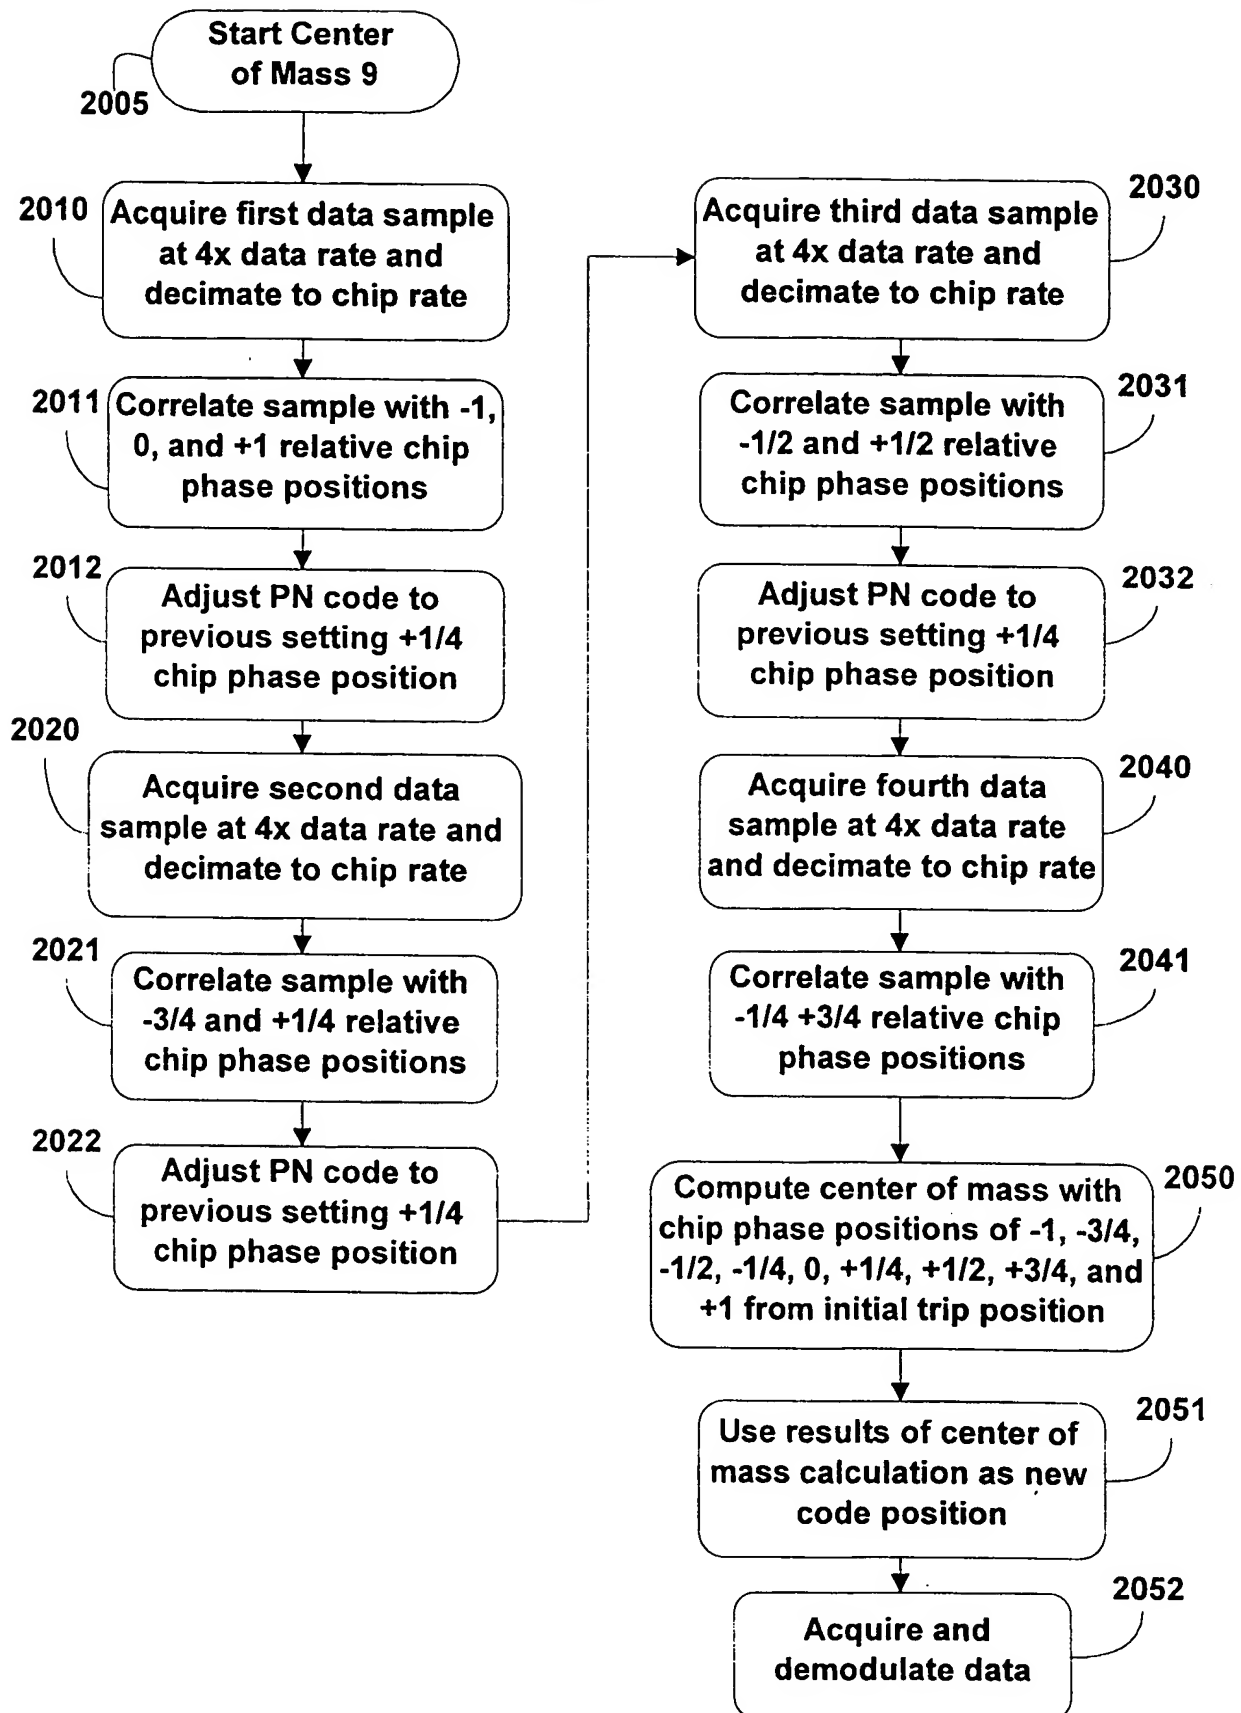 Start Center
of Mass 9
2005
2010
Acquire first data sample
at 4x data rate and
decimate to chip rate
2011
Correlate sample with -1,
0, and +1 relative chip
phase positions
2012
Adjust PN code to
previous setting +1/4
chip phase position
2020
Acquire second data
sample at 4x data rate and
decimate to chip rate
2021
Correlate sample with
-3/4 and +1/4 relative
chip phase positions
2022
Adjust PN code to
previous setting +1/4
chip phase position
2030
Acquire third data sample
at 4x data rate and
decimate to chip rate
2031
Correlate sample with
-1/2 and +1/2 relative
chip phase positions
2032
Adjust PN code to
previous setting +1/4
chip phase position
2040
Acquire fourth data
sample at 4x data rate
and decimate to chip rate
2041
Correlate sample with
-1/4 +3/4 relative chip
phase positions
2050
Compute center of mass with
chip phase positions of -1, -3/4,
-1/2, -1/4, 0, +1/4, +1/2, +3/4, and
+1 from initial trip position
2051
Use results of center of
mass calculation as new
code position
2052
Acquire and
demodulate data